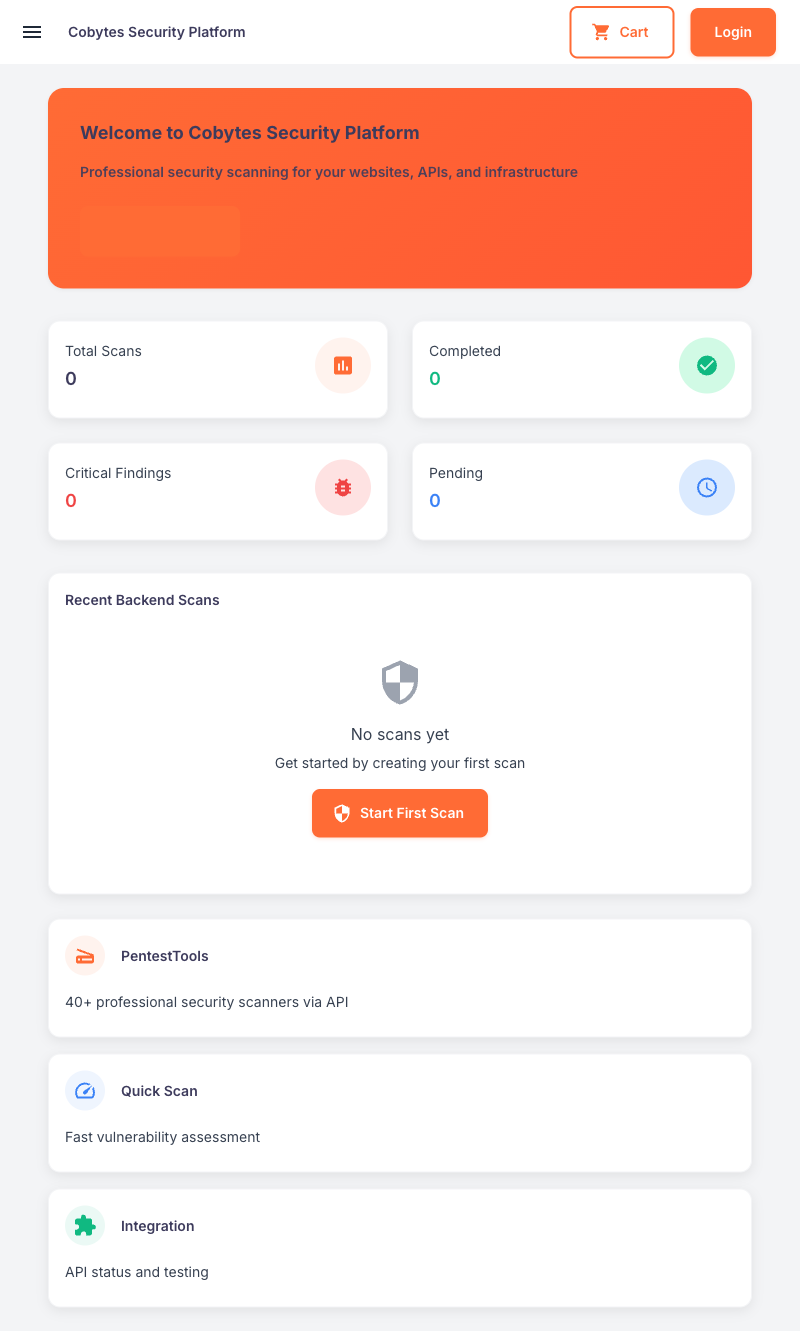 Cobytes Security Platform
Cart
Login
Welcome to Cobytes Security Platform
Professional security scanning for your websites, APIs, and infrastructure
Total Scans
0
Completed
0
Critical Findings
0
Pending
0
Recent Backend Scans
No scans yet
Get started by creating your first scan
Start First Scan
PentestTools
40+ professional security scanners via API
Quick Scan
Fast vulnerability assessment
Integration
API status and testing